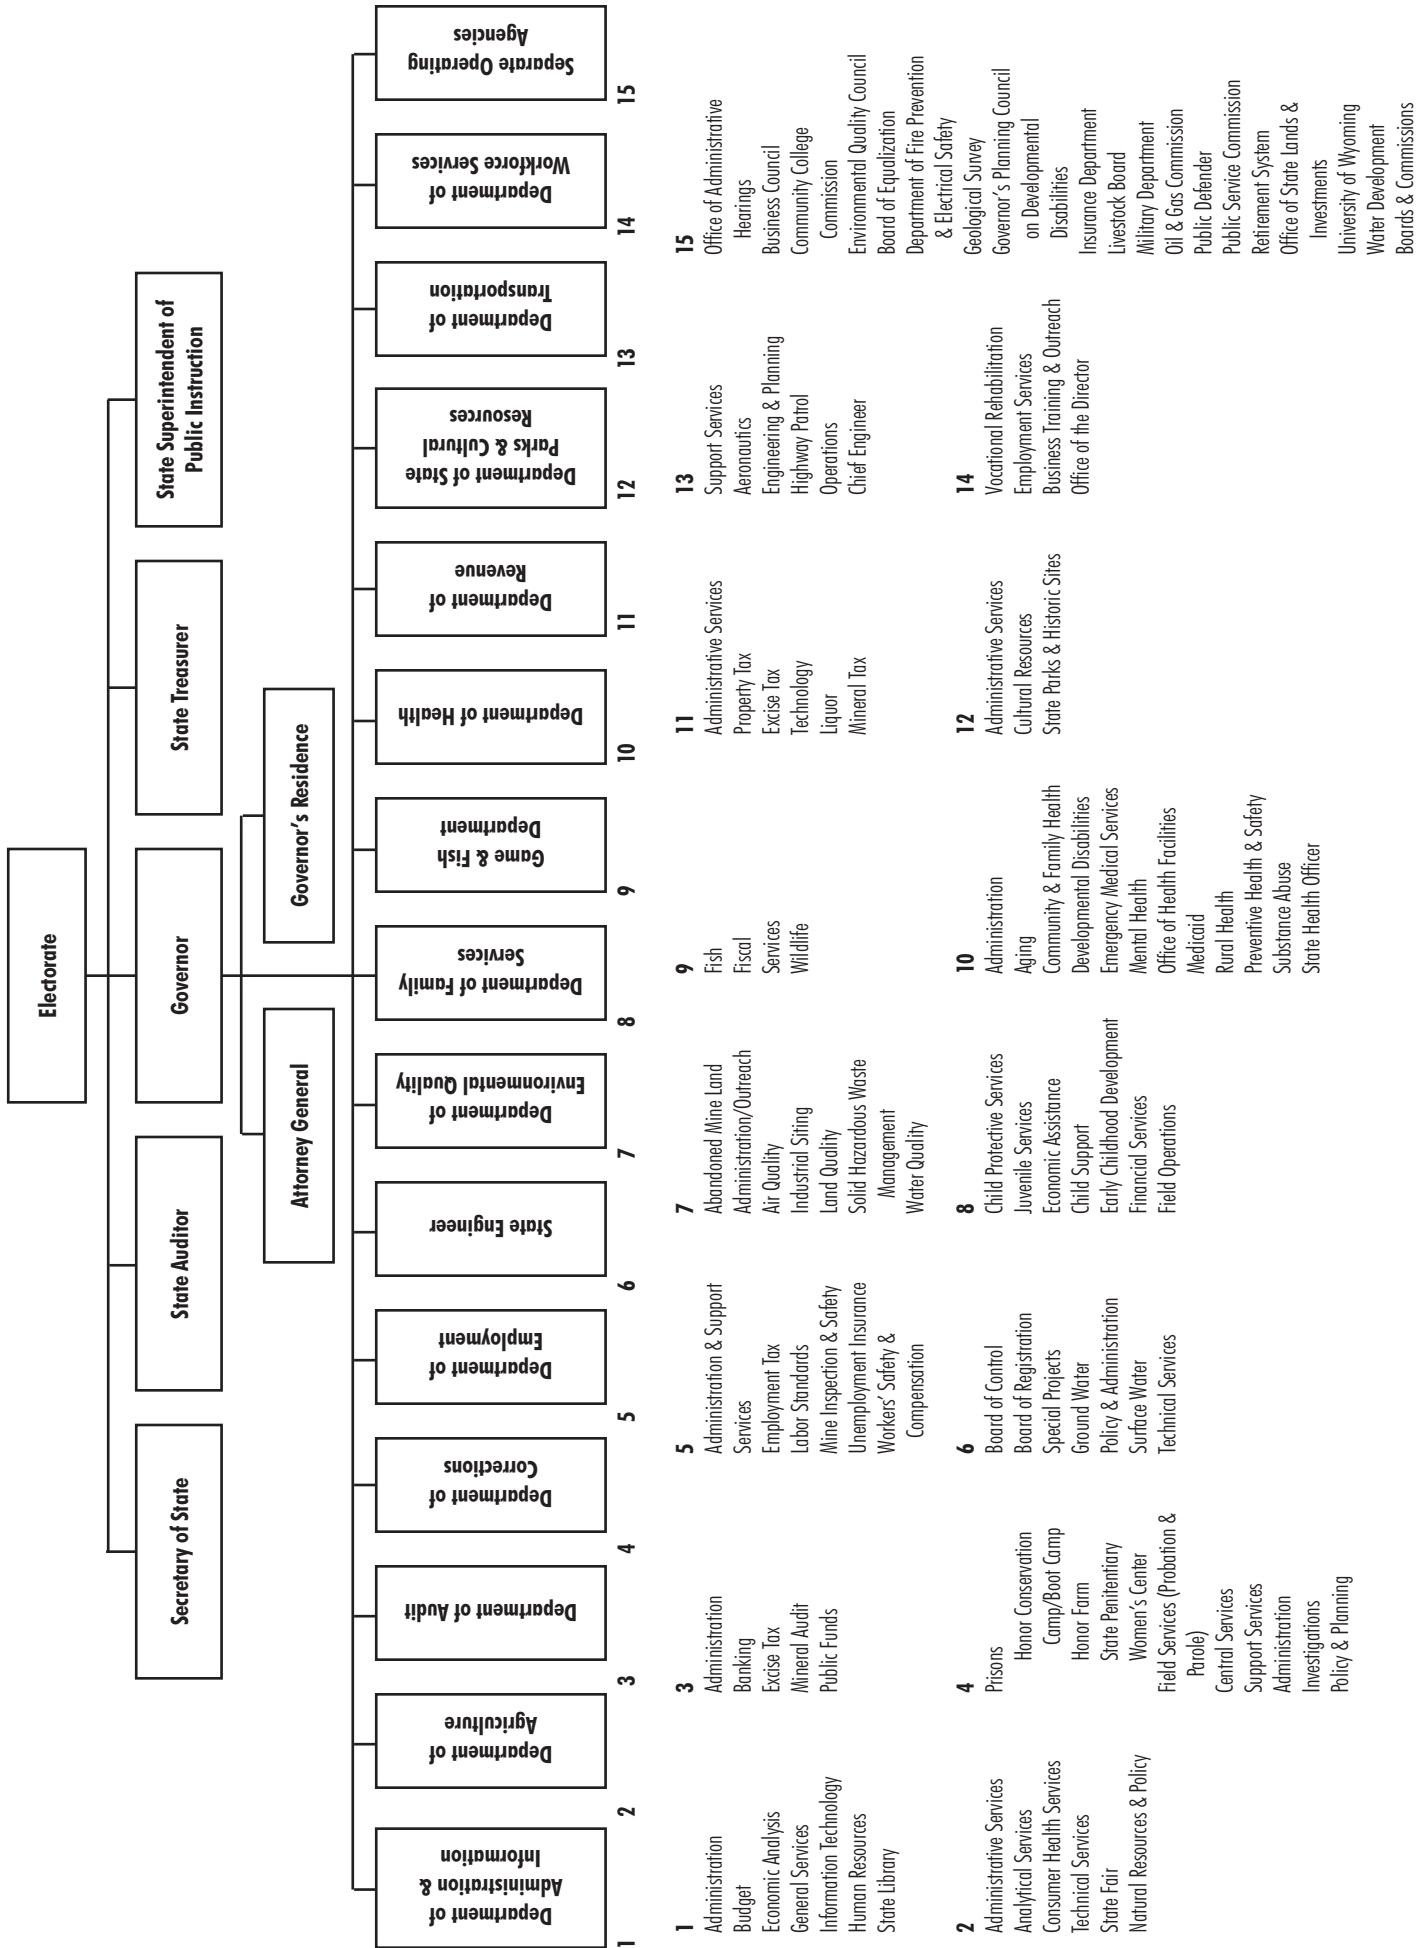 Electorate
Secretary of State
State Auditor
Governor
State Treasurer
State Superintendent of
Public Instruction
Attorney General
Governor's Residence
Department of
Administration &
Information
Department of
Agriculture
Department of Audit
Department of
Corrections
Department of
Employment
State Engineer
Department of
Environmental Quality
Department of Family
Services
Game & Fish
Department
Department of Health
Department of
Revenue
Department of State
Parks & Cultural
Resources
Department of
Transportation
Department of
Workforce Services
Separate Operating
Agencies
1
2
3
4
5
6
7
8
9
10
11
12
13
14
15
1
Administration
Budget
Economic Analysis
General Services
Information Technology
Human Resources
State Library
2
Administrative Services
Analytical Services
Consumer Health Services
Technical Services
State Fair
Natural Resources & Policy
3
Administration
Banking
Excise Tax
Mineral Audit
Public Funds
4
Prisons
Honor Conservation
Camp/Boot Camp
Honor Farm
State Penitentiary
Women's Center
Field Services (Probation &
Parole)
Central Services
Support Services
Administration
Investigations
Policy & Planning
5
Administration & Support
Services
Employment Tax
Labor Standards
Mine Inspection & Safety
Unemployment Insurance
Workers' Safety &
Compensation
6
Board of Control
Board of Registration
Special Projects
Ground Water
Policy & Administration
Surface Water
Technical Services
7
Abandoned Mine Land
Administration/Outreach
Air Quality
Industrial Siting
Land Quality
Solid Hazardous Waste
Management
Water Quality
8
Child Protective Services
Juvenile Services
Economic Assistance
Child Support
Early Childhood Development
Financial Services
Field Operations
9
Fish
Fiscal
Services
Wildlife
10
Administration
Aging
Community & Family Health
Developmental Disabilities
Emergency Medical Services
Mental Health
Office of Health Facilities
Medicaid
Rural Health
Preventive Health & Safety
Substance Abuse
State Health Officer
11
Administrative Services
Property Tax
Excise Tax
Technology
Liquor
Mineral Tax
12
Administrative Services
Cultural Resources
State Parks & Historic Sites
13
Support Services
Aeronautics
Engineering & Planning
Highway Patrol
Operations
Chief Engineer
14
Vocational Rehabilitation
Employment Services
Business Training & Outreach
Office of the Director
15
Office of Administrative
Hearings
Business Council
Community College
Commission
Environmental Quality Council
Board of Equalization
Department of Fire Prevention
& Electrical Safety
Geological Survey
Governor's Planning Council
on Developmental
Disabilities
Insurance Department
Livestock Board
Military Department
Oil & Gas Commission
Public Defender
Public Service Commission
Retirement System
Office of State Lands &
Investments
University of Wyoming
Water Development
Boards & Commissions